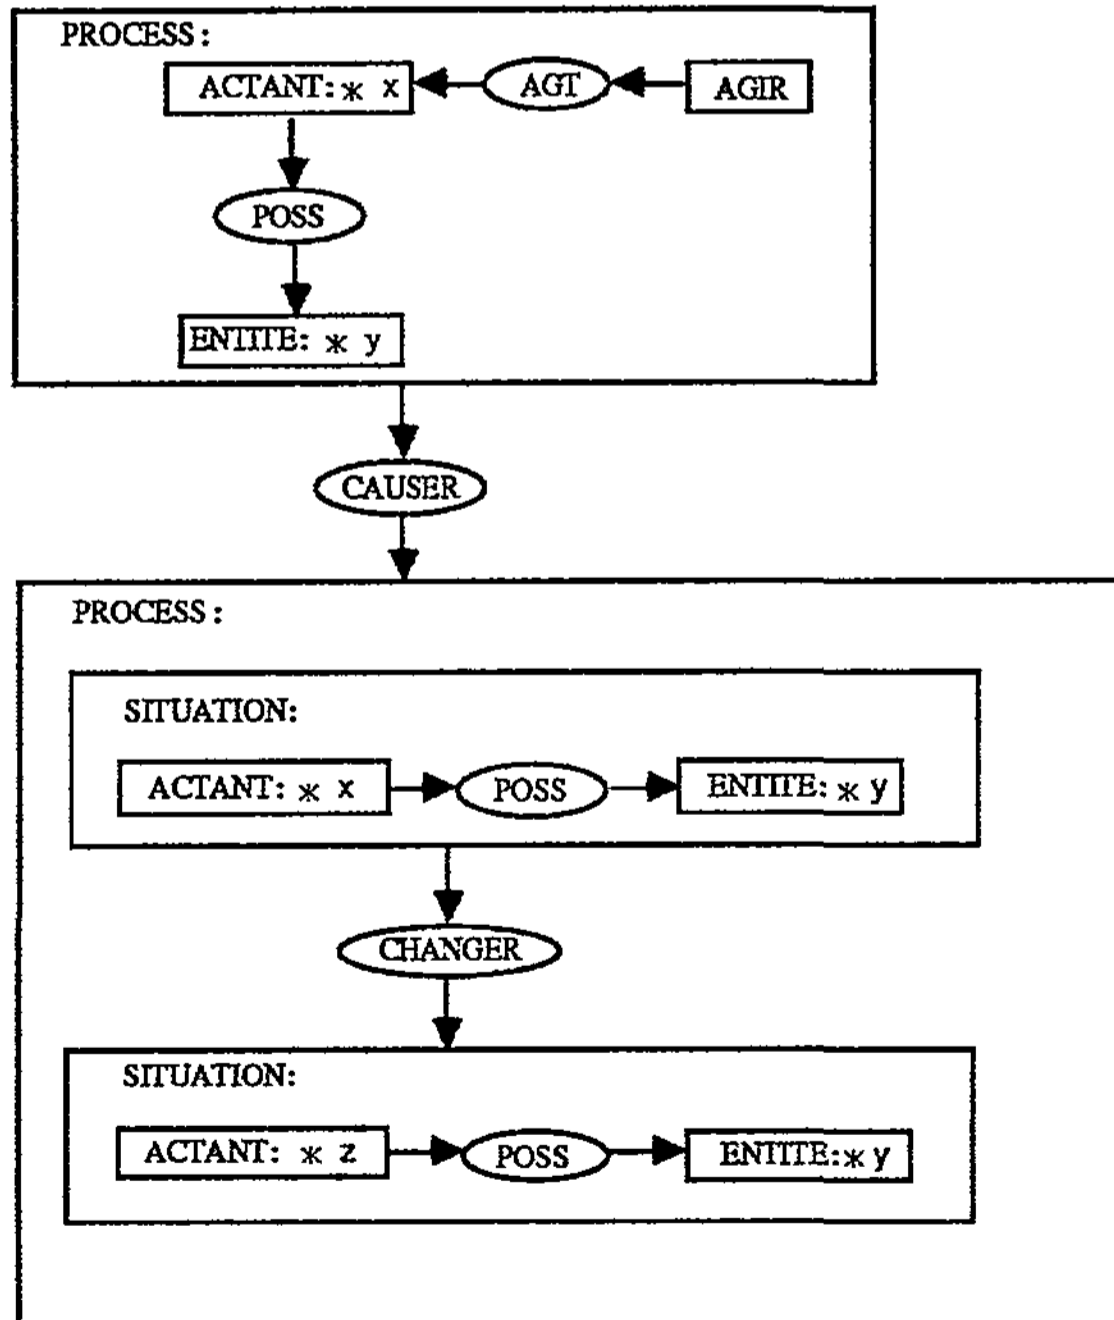 PROCESS :
ACTANT: * x AGT AGIR
POSS
ENTITE: * y
CAUSER
PROCESS :
SITUATION:
ACTANT: * x POSS ENTITE: * y
CHANGER
SITUATION:
ACTANT: * z POSS ENTITE: * y